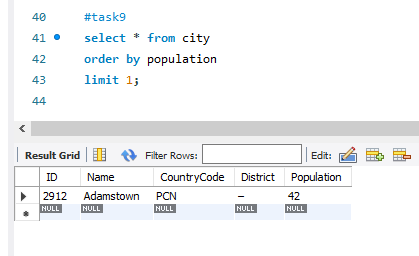 40 #task9
41 select * from city
42 order by population
43 limit 1;
44
Result Grid Filter Rows: Edit:
ID Name CountryCode District Population
2912 Adamstown PCN – 42
NULL NULL NULL NULL NULL